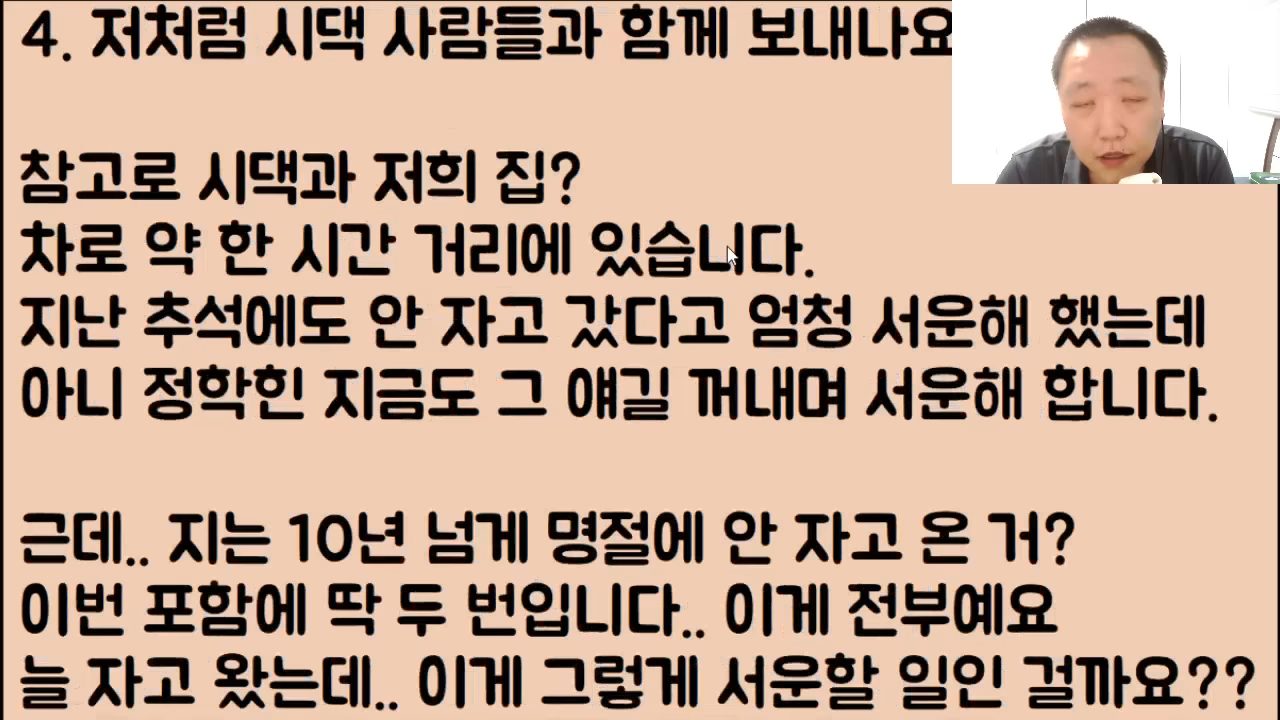 4. 저처럼 시댁 사람들과 함께 보내나요
참고로 시댁과 저희 집?
차로 약 한 시간 거리에 있습니다.
지난 추석에도 안 자고 갔다고 엄청 서운해 했는데
아니 정학힌 지금도 그 얘길 꺼내며 서운해 합니다.
근데.. 지는 10년 넘게 명절에 안 자고 온 거?
이번 포함에 딱 두 번입니다.. 이게 전부예요
늘 자고 왔는데.. 이게 그렇게 서운할 일인 걸까요??